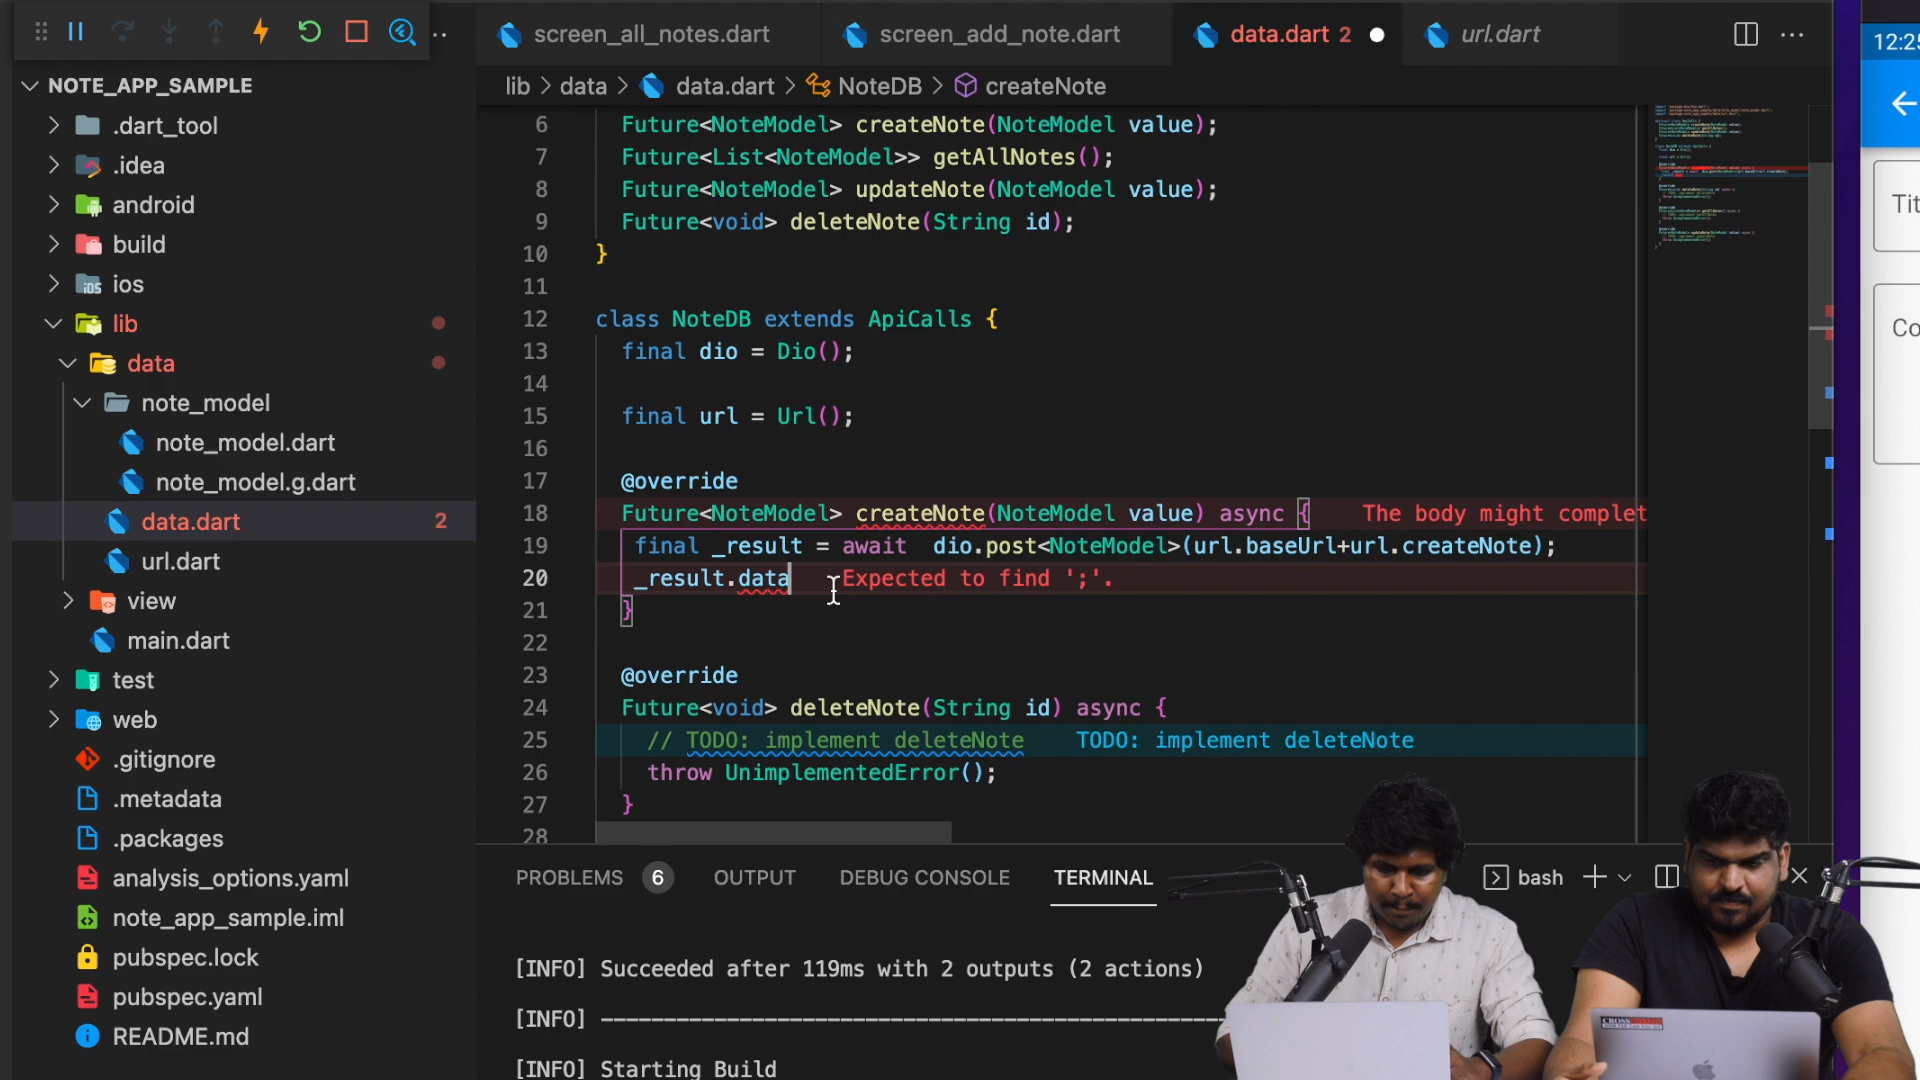 screen_all_notes.dart
screen_add_note.dart
data.dart 2
url.dart
12:25
NOTE_APP_SAMPLE
.dart_tool
.idea
android
build
ios
lib
data
note_model
note_model.dart
note_model.g.dart
data.dart 2
url.dart
view
main.dart
test
web
.gitignore
.metadata
.packages
analysis_options.yaml
note_app_sample.iml
pubspec.lock
pubspec.yaml
README.md
lib > data > data.dart > NoteDB > createNote
6 Future<NoteModel> createNote(NoteModel value);
7 Future<List<NoteModel>> getAllNotes();
8 Future<NoteModel> updateNote(NoteModel value);
9 Future<void> deleteNote(String id);
10 }
11
12 class NoteDB extends ApiCalls {
13 final dio = Dio();
14
15 final url = Url();
16
17 @override
18 Future<NoteModel> createNote(NoteModel value) async { The body might complet
19 final _result = await dio.post<NoteModel>(url.baseUrl+url.createNote);
20 _result.data Expected to find ';'.
21 }
22
23 @override
24 Future<void> deleteNote(String id) async {
25 // TODO: implement deleteNote TODO: implement deleteNote
26 throw UnimplementedError();
27 }
28
Tit
Co
PROBLEMS 6 OUTPUT DEBUG CONSOLE TERMINAL bash
[INFO] Succeeded after 119ms with 2 outputs (2 actions)
[INFO] ------------------------------------------------
[INFO] Starting Build